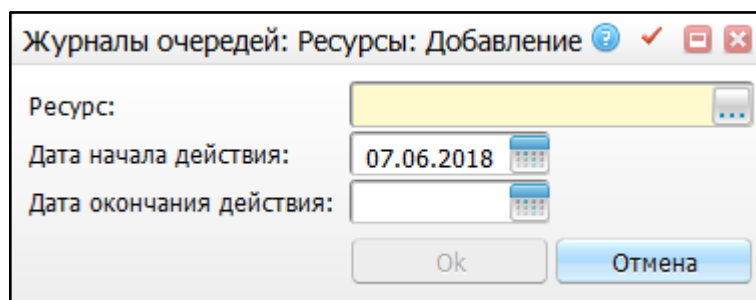 Журналы очередей: Ресурсы: Добавление
Ресурс:
Дата начала действия: 07.06.2018
Дата окончания действия:
Ok Отмена